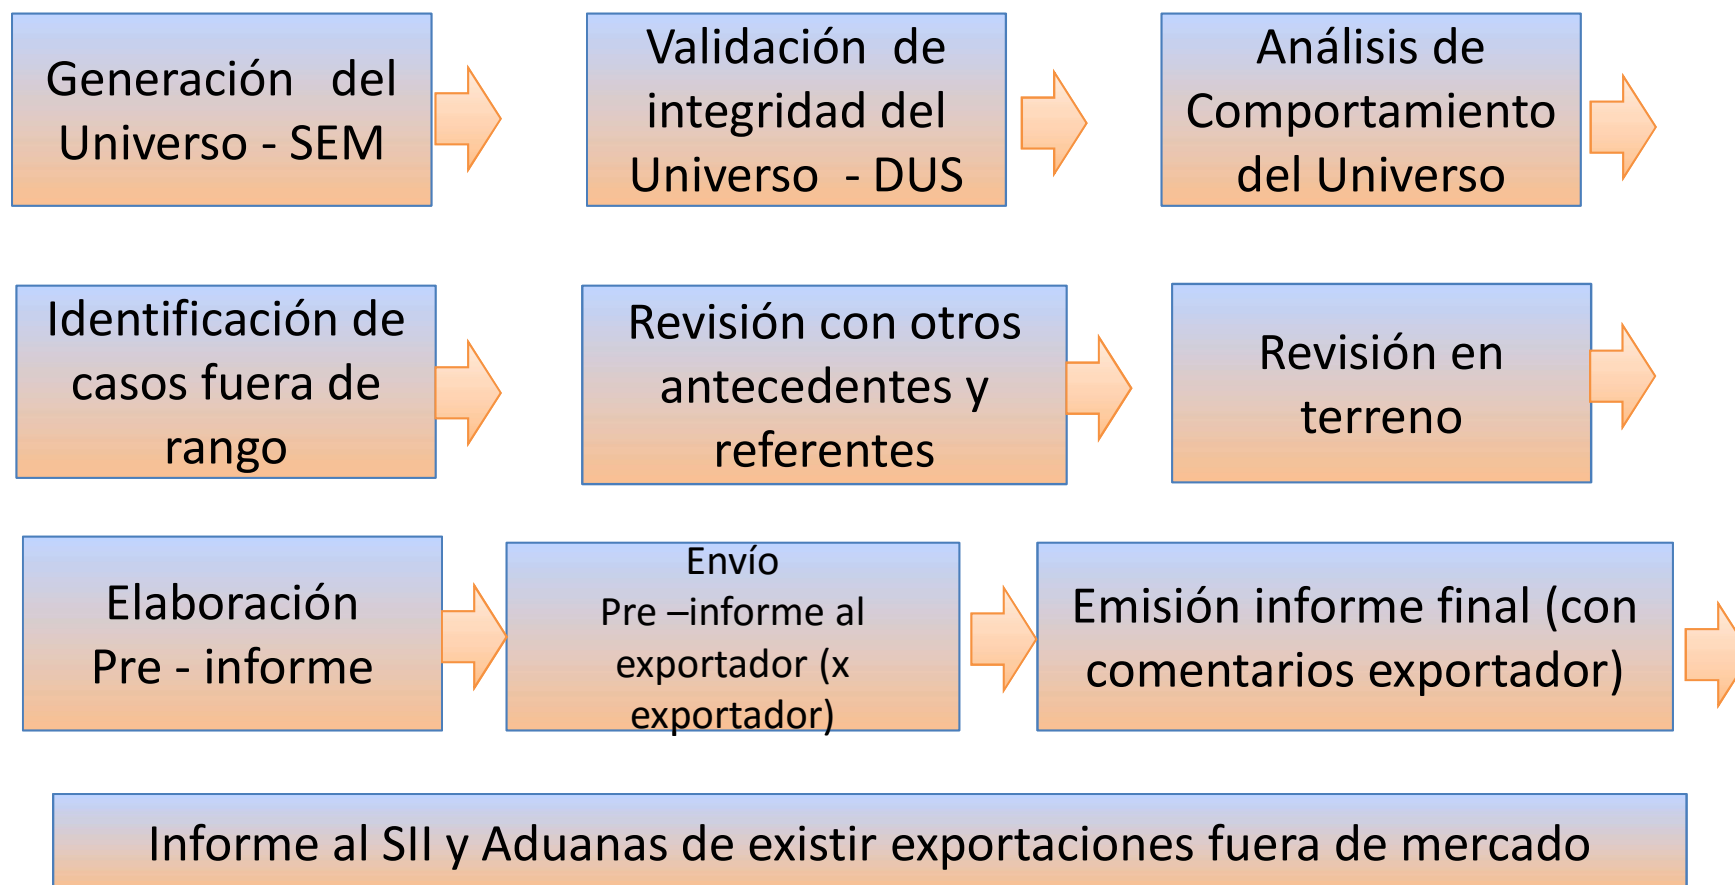 Generación del
Universo - SEM
Validación de
integridad del
Universo - DUS
Análisis de
Comportamiento
del Universo
Identificación de
casos fuera de
rango
Revisión con otros
antecedentes y
referentes
Revisión en
terreno
Elaboración
Pre - informe
Envío
Pre –informe al
exportador (x
exportador)
Emisión informe final (con
comentarios exportador)
Informe al SII y Aduanas de existir exportaciones fuera de mercado